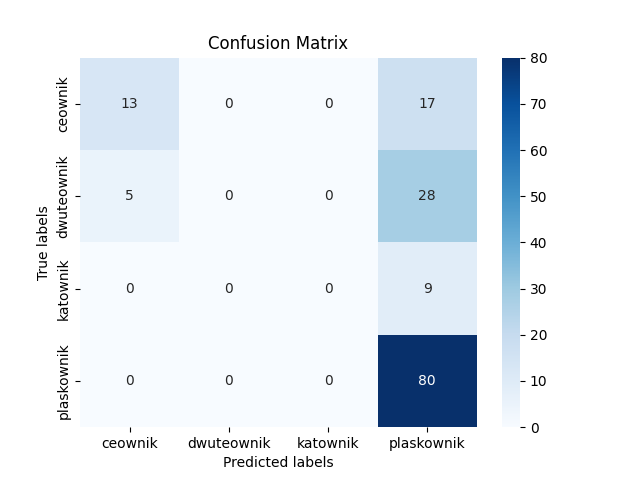 Confusion Matrix
True labels
ceownik 13 0 0 17
dwuteownik 5 0 0 28
katownik 0 0 0 9
plaskownik 0 0 0 80
ceownik dwuteownik katownik plaskownik
Predicted labels
80
70
60
50
40
30
20
10
0